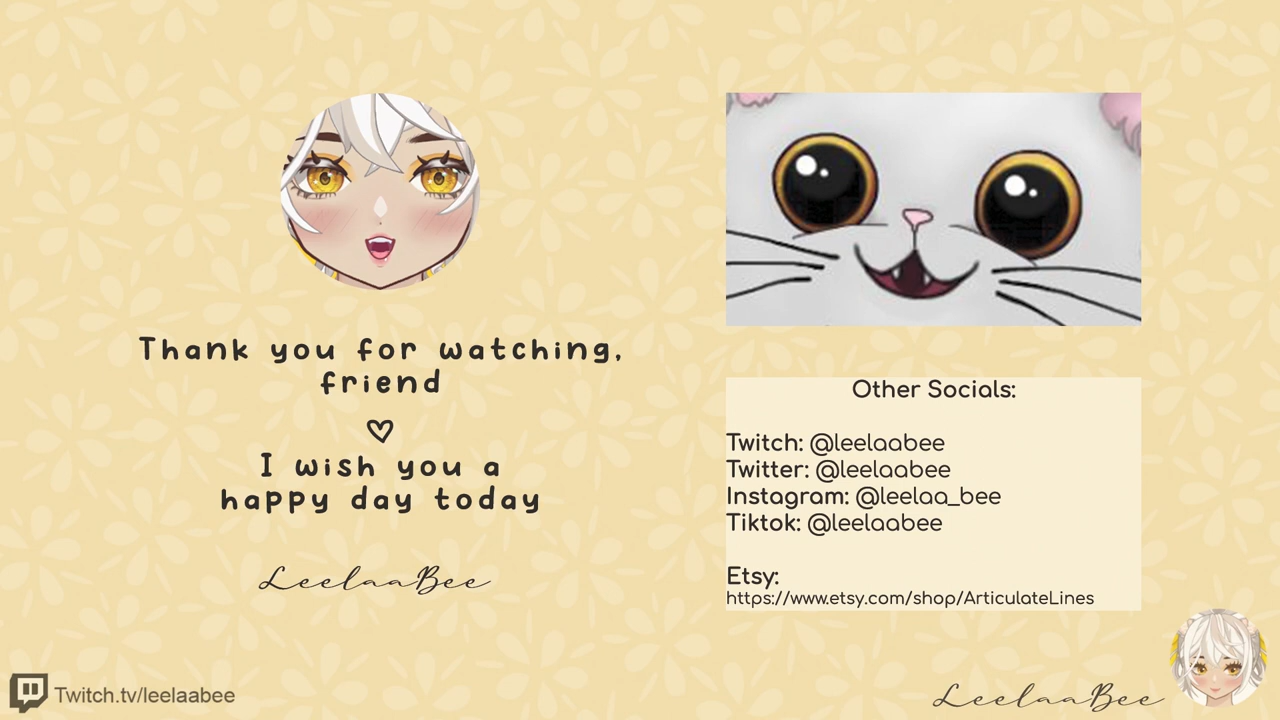 Thank you for watching,
friend
I wish you a
happy day today
LeelaaBee
Other Socials:
Twitch: @leelaabee
Twitter: @leelaabee
Instagram: @leelaa_bee
Tiktok: @leelaabee
Etsy:
https://www.etsy.com/shop/ArticulateLines
Twitch.tv/leelaabee
LeelaaBee